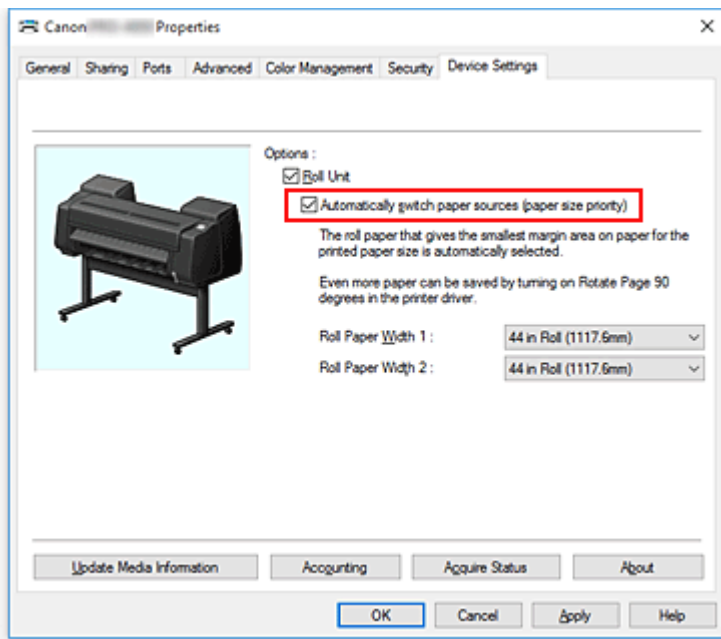 Canon Properties
General Sharing Ports Advanced Color Management Security Device Settings
Options :
Roll Unit
Automatically switch paper sources (paper size priority)
The roll paper that gives the smallest margin area on paper for the
printed paper size is automatically selected.
Even more paper can be saved by turning on Rotate Page 90
degrees in the printer driver.
Roll Paper Width 1 : 44 in Roll (1117.6mm)
Roll Paper Width 2 : 44 in Roll (1117.6mm)
Update Media Information Accounting Acquire Status About
OK Cancel Apply Help